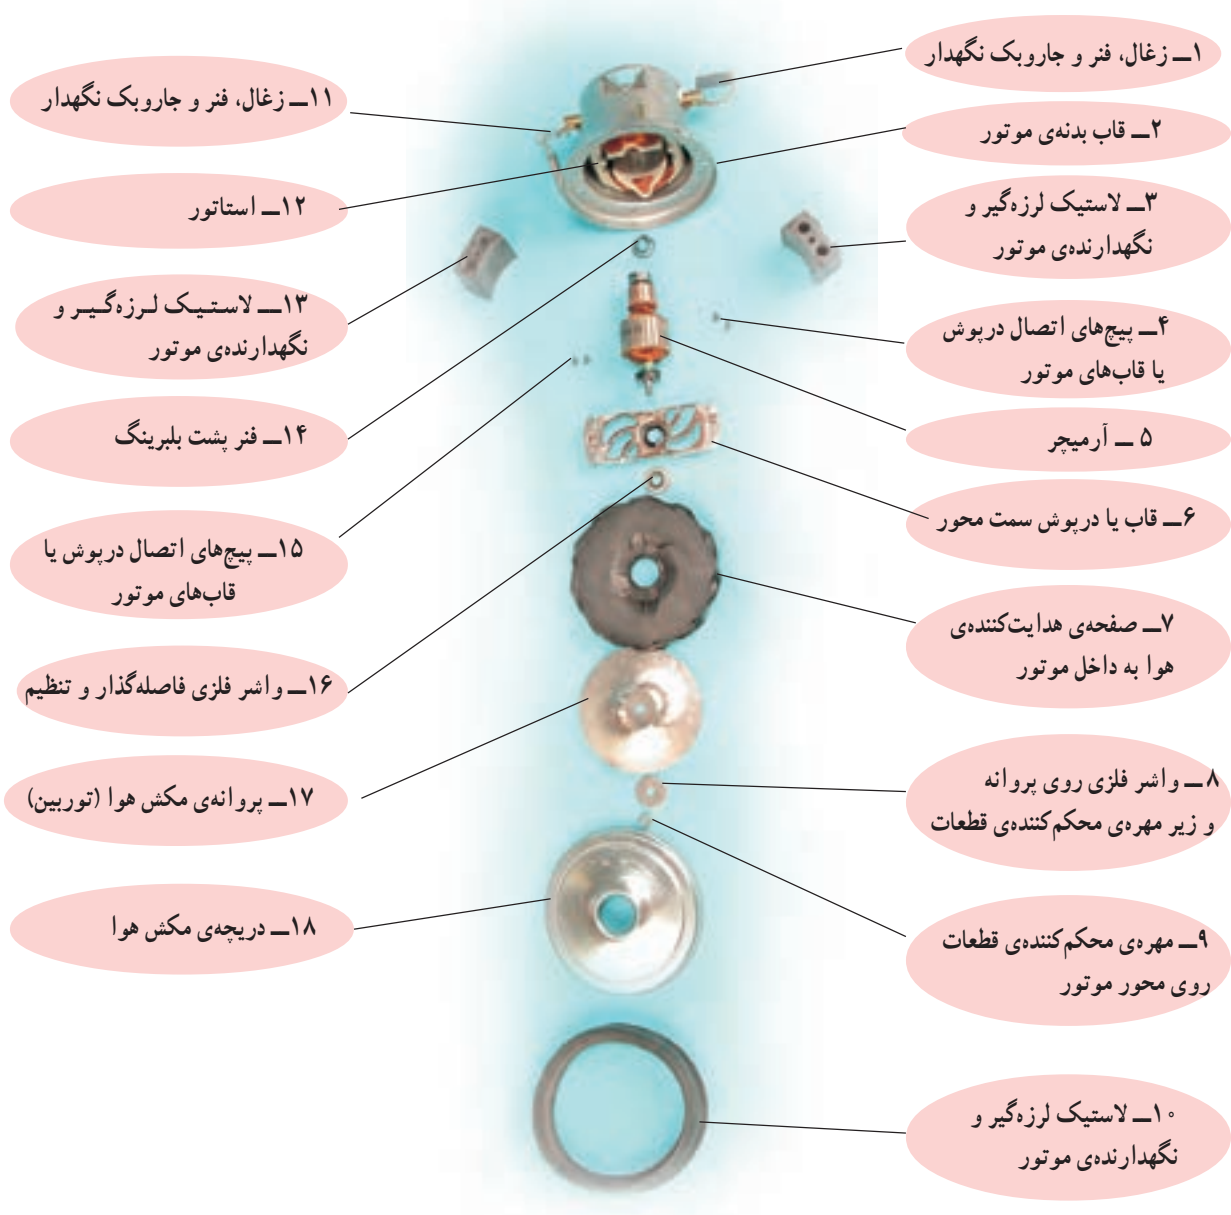 ۱ــ زغال، فنر و جاروبک نگهدار
۲ــ قاب بدنه‌ی موتور
۳ــ لاستیک لرزه‌گیر و
نگهدارنده‌ی موتور
۴ــ پیچ‌های اتصال درپوش
یا قاب‌های موتور
۵ ــ آرمیچر
۶ــ قاب یا درپوش سمت محور
۷ــ صفحه‌ی هدایت‌کننده‌ی
هوا به داخل موتور
۸ ــ واشر فلزی روی پروانه
و زیر مهره‌ی محکم‌کننده‌ی قطعات
۹ــ مهره‌ی محکم‌کننده‌ی قطعات
روی محور موتور
۱۰ــ لاستیک لرزه‌گیر و
نگهدارنده‌ی موتور
۱۱ــ زغال، فنر و جاروبک نگهدار
۱۲ــ استاتور
۱۳ــ لاستیک لرزه‌گیر و
نگهدارنده‌ی موتور
۱۴ــ فنر پشت بلبرینگ
۱۵ــ پیچ‌های اتصال درپوش یا
قاب‌های موتور
۱۶ــ واشر فلزی فاصله‌گذار و تنظیم
۱۷ــ پروانه‌ی مکش هوا (توربین)
۱۸ــ دریچه‌ی مکش هوا